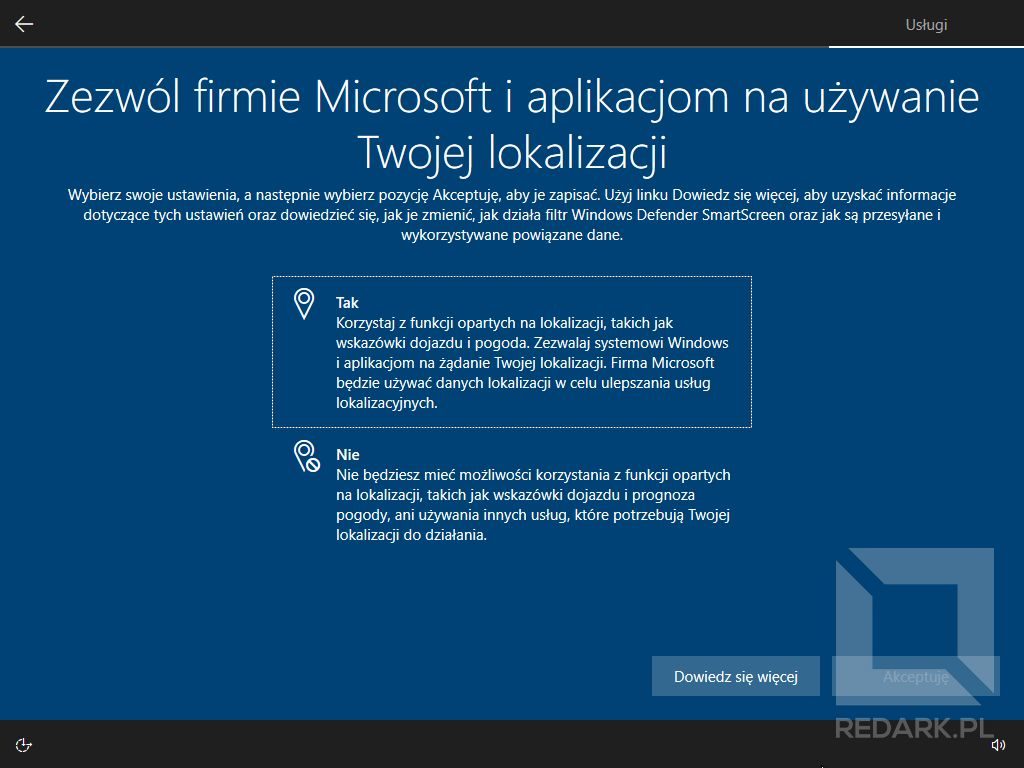 Usługi
Zezwól firmie Microsoft i aplikacjom na używanie
Twojej lokalizacji
Wybierz swoje ustawienia, a następnie wybierz pozycję Akceptuję, aby je zapisać. Użyj linku Dowiedz się więcej, aby uzyskać informacje
dotyczące tych ustawień oraz dowiedzieć się, jak je zmienić, jak działa filtr Windows Defender SmartScreen oraz jak są przesyłane i
wykorzystywane powiązane dane.
Tak
Korzystaj z funkcji opartych na lokalizacji, takich jak
wskazówki dojazdu i pogoda. Zezwalaj systemowi Windows
i aplikacjom na żądanie Twojej lokalizacji. Firma Microsoft
będzie używać danych lokalizacji w celu ulepszania usług
lokalizacyjnych.
Nie
Nie będziesz mieć możliwości korzystania z funkcji opartych
na lokalizacji, takich jak wskazówki dojazdu i prognoza
pogody, ani używania innych usług, które potrzebują Twojej
lokalizacji do działania.
Dowiedz się więcej
Akceptuję
REDARK.PL